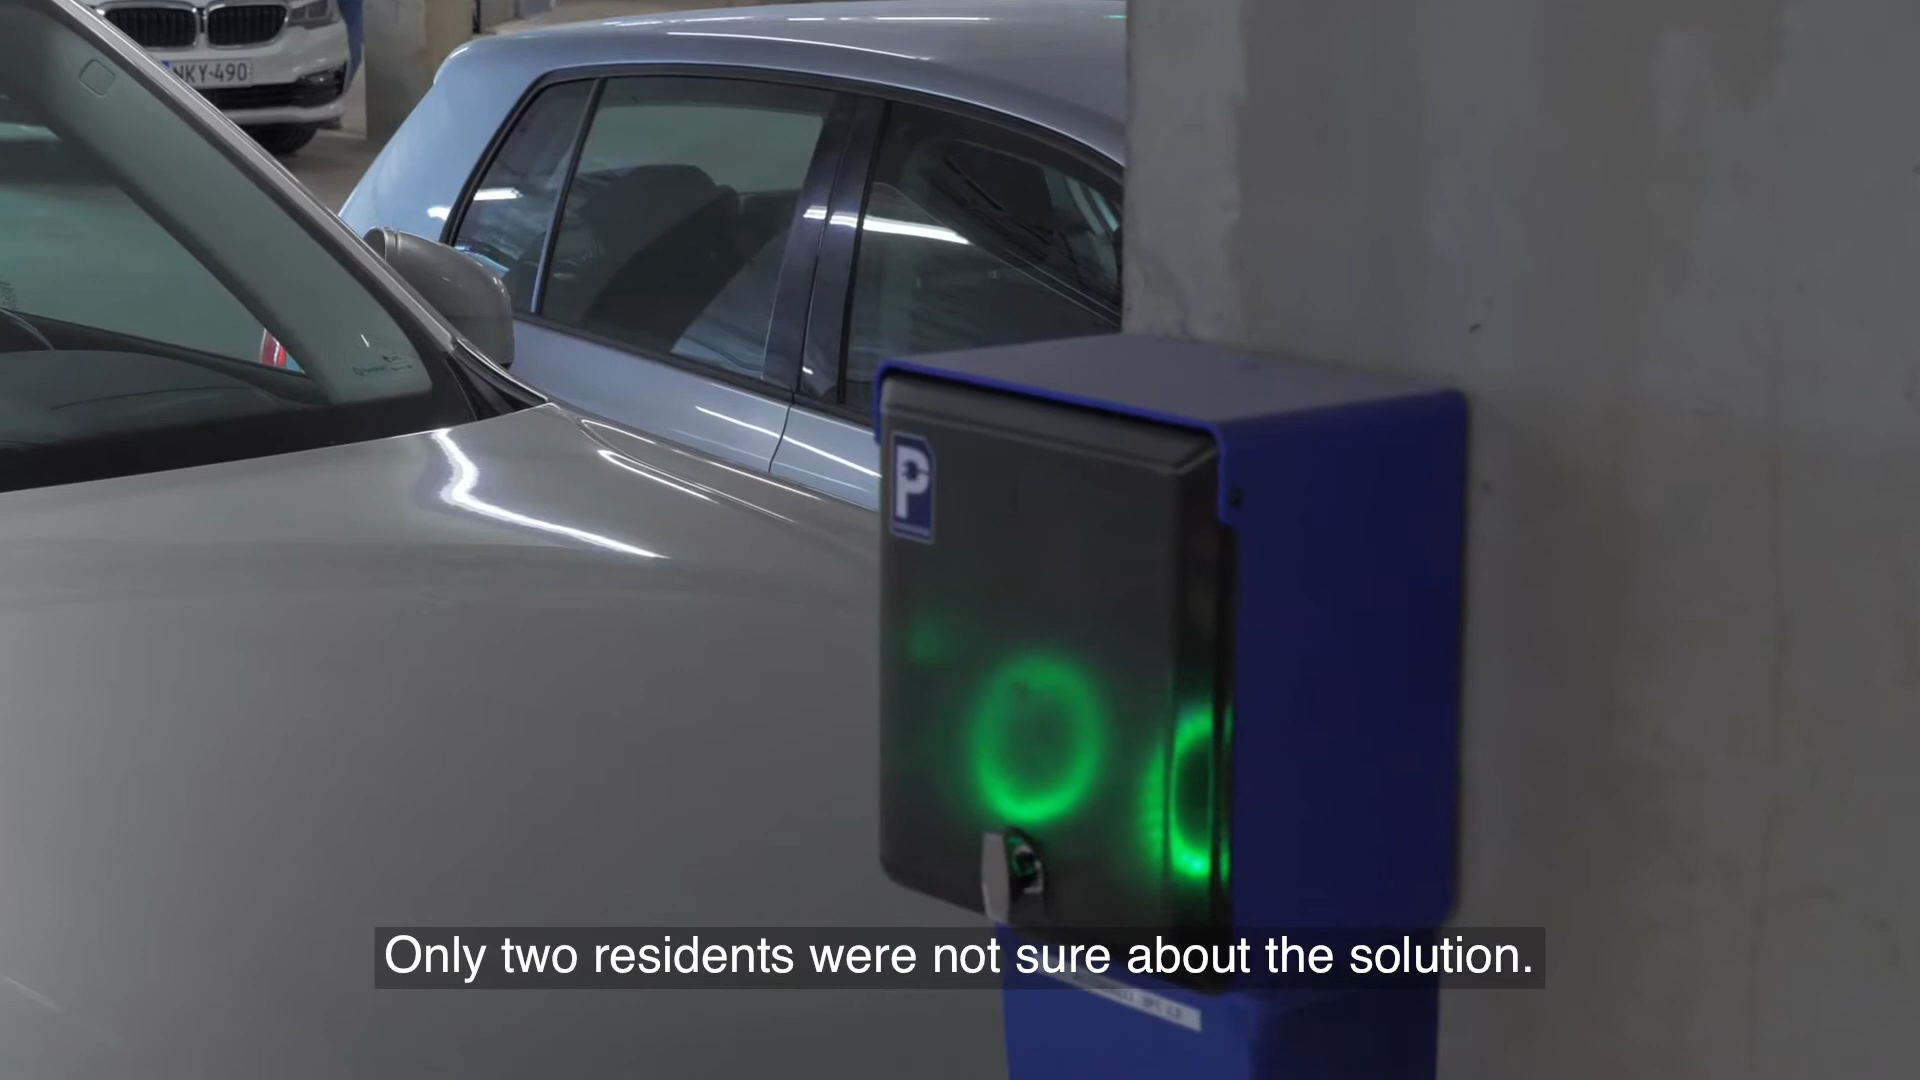 NKY-490
P
Only two residents were not sure about the solution.